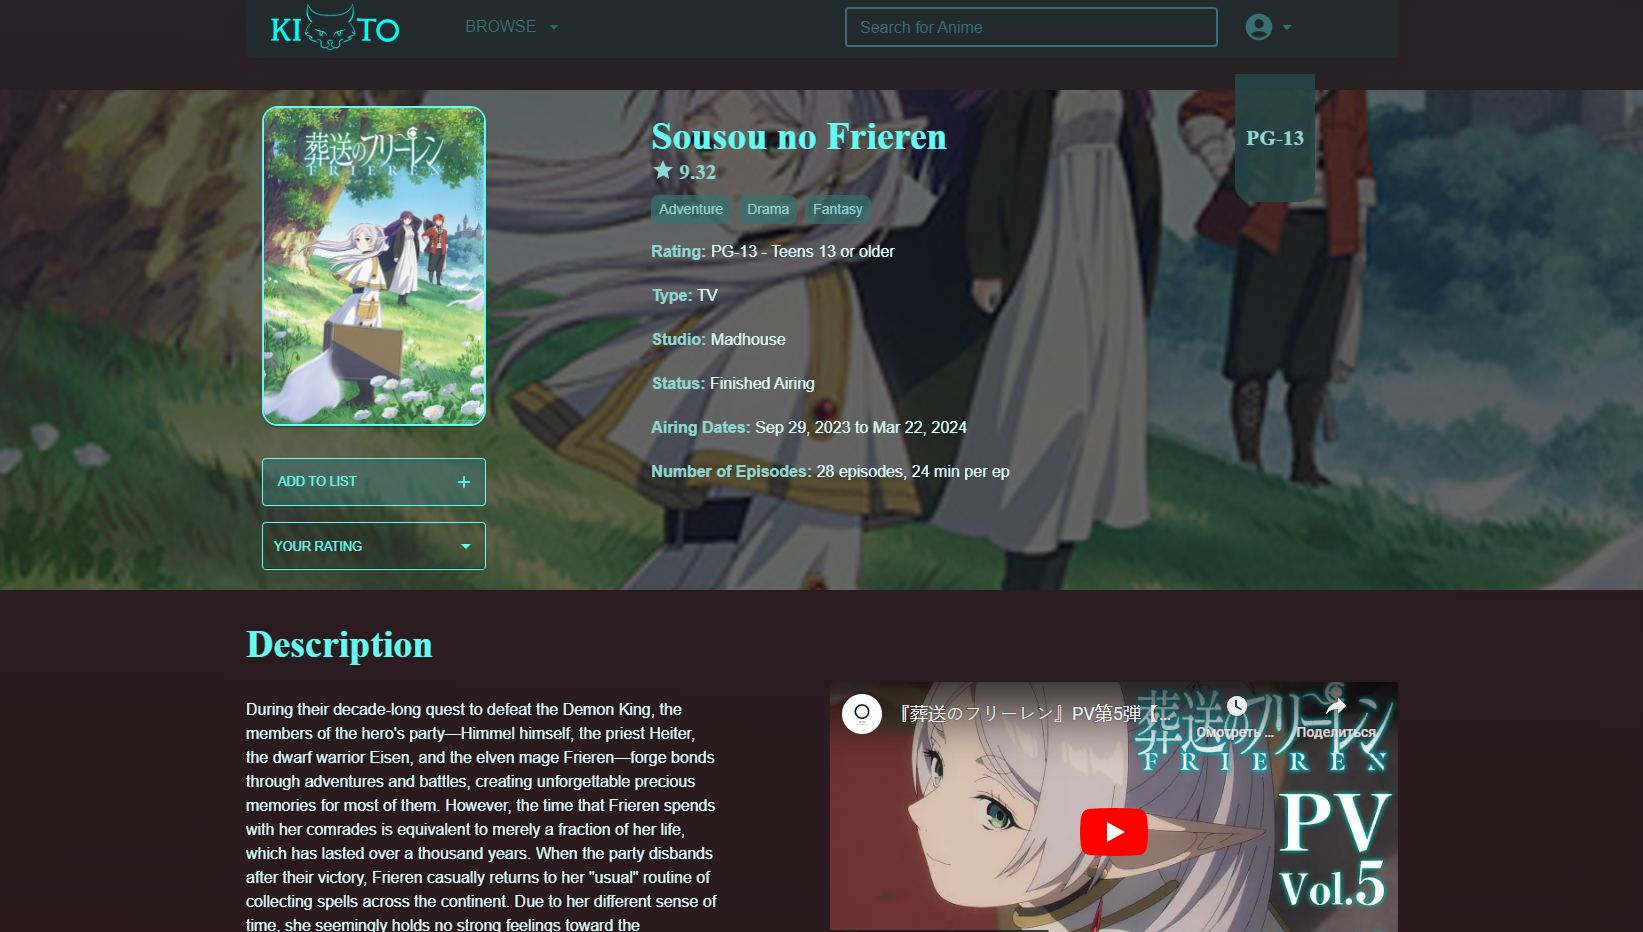 KI TO
BROWSE
Search for Anime
PG-13
葬送のフリーレン
FRIEREN
Sousou no Frieren
9.32
Adventure
Drama
Fantasy
Rating: PG-13 - Teens 13 or older
Type: TV
Studio: Madhouse
Status: Finished Airing
Airing Dates: Sep 29, 2023 to Mar 22, 2024
Number of Episodes: 28 episodes, 24 min per ep
ADD TO LIST
YOUR RATING
Description
During their decade-long quest to defeat the Demon King, the
members of the hero's party—Himmel himself, the priest Heiter,
the dwarf warrior Eisen, and the elven mage Frieren—forge bonds
through adventures and battles, creating unforgettable precious
memories for most of them. However, the time that Frieren spends
with her comrades is equivalent to merely a fraction of her life,
which has lasted over a thousand years. When the party disbands
after their victory, Frieren casually returns to her "usual" routine of
collecting spells across the continent. Due to her different sense of
time, she seemingly holds no strong feelings toward the
『葬送のフリーレン』PV第5弾【...
Смотреть ...
Поделиться
葬送のフリーレン
FRIEREN
PV
Vol.5